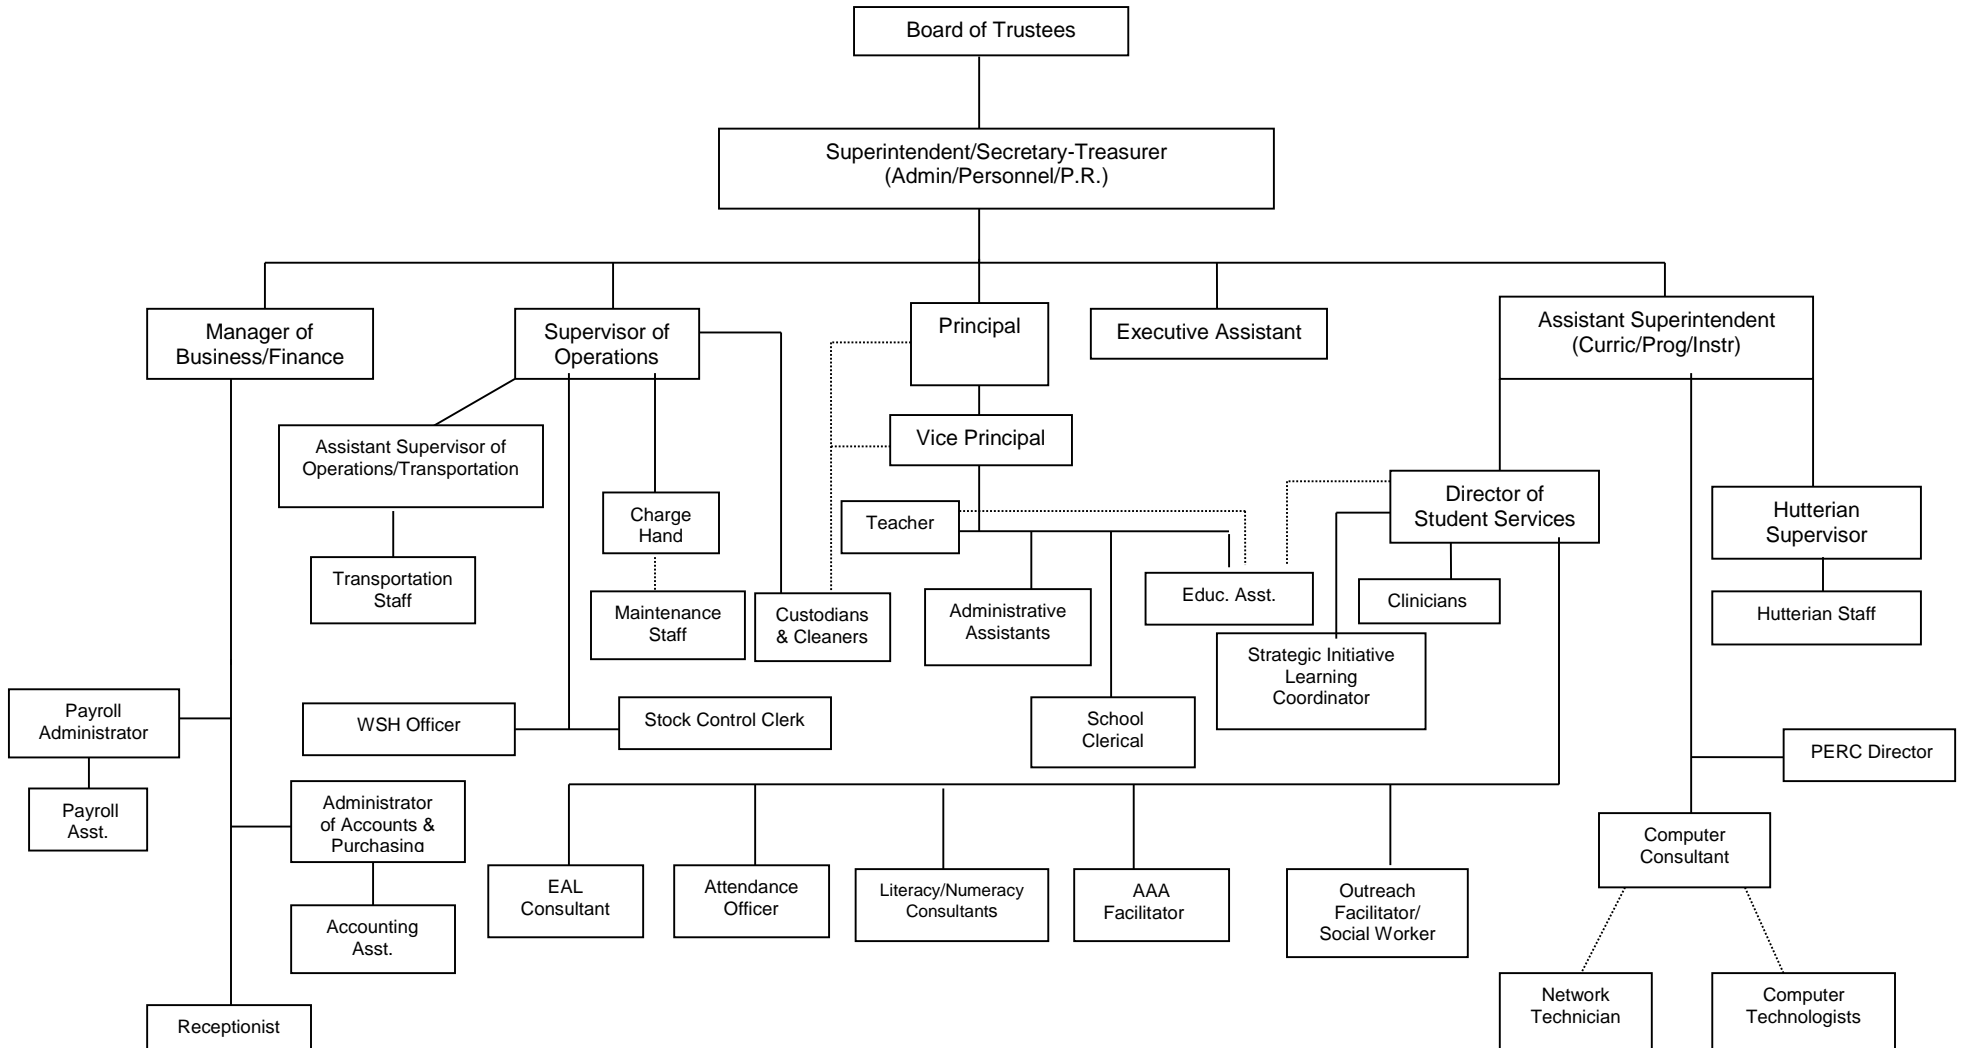 Board of Trustees
Superintendent/Secretary-Treasurer
(Admin/Personnel/P.R.)
Manager of
Business/Finance
Supervisor of
Operations
Principal
Executive Assistant
Assistant Superintendent
(Curric/Prog/Instr)
Assistant Supervisor of
Operations/Transportation
Vice Principal
Charge
Hand
Teacher
Director of
Student Services
Hutterian
Supervisor
Transportation
Staff
Maintenance
Staff
Custodians
& Cleaners
Administrative
Assistants
Educ. Asst.
Clinicians
Hutterian Staff
Strategic Initiative
Learning
Coordinator
Payroll
Administrator
WSH Officer
Stock Control Clerk
School
Clerical
PERC Director
Payroll
Asst.
Administrator
of Accounts &
Purchasing
Computer
Consultant
EAL
Consultant
Attendance
Officer
Literacy/Numeracy
Consultants
AAA
Facilitator
Outreach
Facilitator/
Social Worker
Accounting
Asst.
Receptionist
Network
Technician
Computer
Technologists